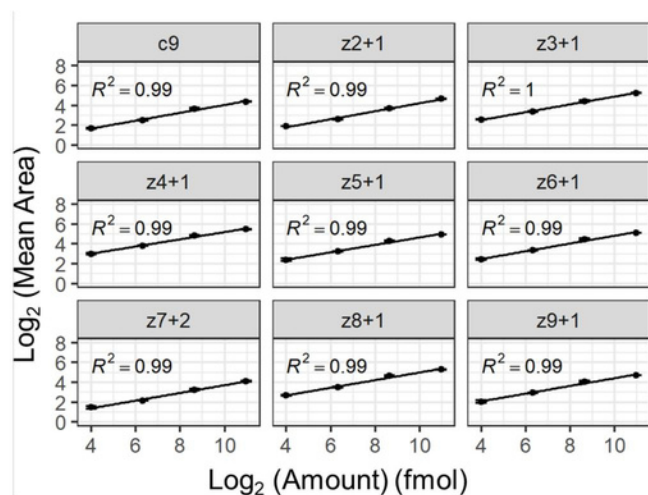 c9 z2+1 z3+1
8
6
4
2
0
R² = 0.99 R² = 0.99 R² = 1
z4+1 z5+1 z6+1
8
6
4
2
0
R² = 0.99 R² = 0.99 R² = 0.99
z7+2 z8+1 z9+1
8
6
4
2
0
R² = 0.99 R² = 0.99 R² = 0.99
4 6 8 10 4 6 8 10 4 6 8 10
Log₂ (Mean Area)
Log₂ (Amount) (fmol)